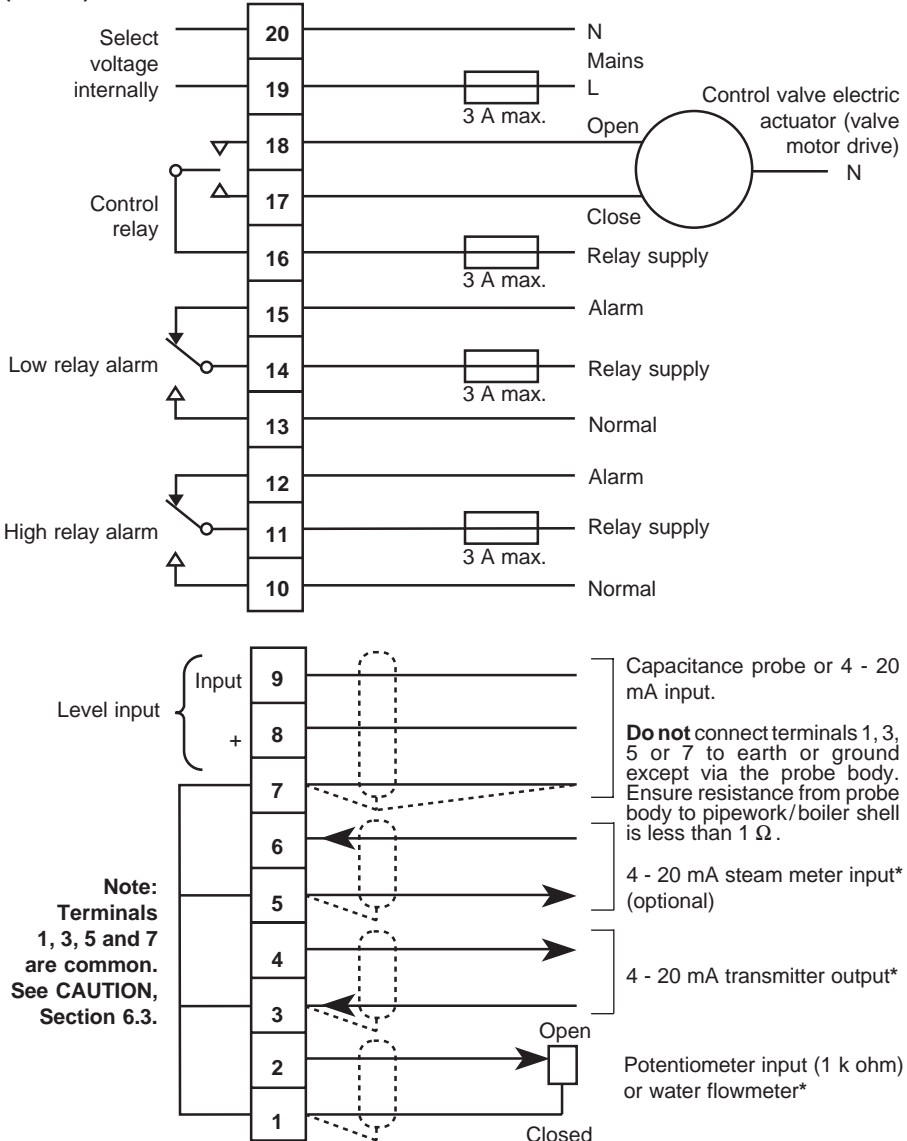 Select
voltage
internally
20
N
Mains
19
L
3 A max.
Control valve electric
actuator (valve
motor drive)
N
18
Open
17
Close
Control
relay
16
Relay supply
3 A max.
15
Alarm
Low relay alarm
14
Relay supply
3 A max.
13
Normal
12
Alarm
High relay alarm
11
Relay supply
3 A max.
10
Normal
Level input
Input
+
9
8
7
Capacitance probe or 4 - 20
mA input.
Do not connect terminals 1, 3,
5 or 7 to earth or ground
except via the probe body.
Ensure resistance from probe
body to pipework/boiler shell
is less than 1 Ω.
6
5
4 - 20 mA steam meter input*
(optional)
Note:
Terminals
1, 3, 5 and 7
are common.
See CAUTION,
Section 6.3.
4
3
4 - 20 mA transmitter output*
2
1
Open
Potentiometer input (1 k ohm)
or water flowmeter*
Closed